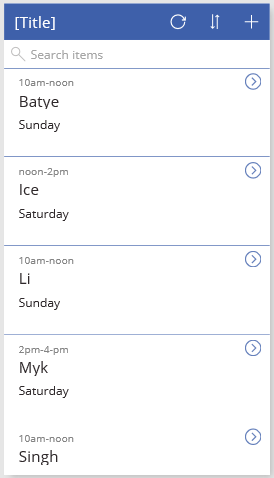 [Title]
Search items
10am-noon
Batye
Sunday
noon-2pm
Ice
Saturday
10am-noon
Li
Sunday
2pm-4-pm
Myk
Saturday
10am-noon
Singh